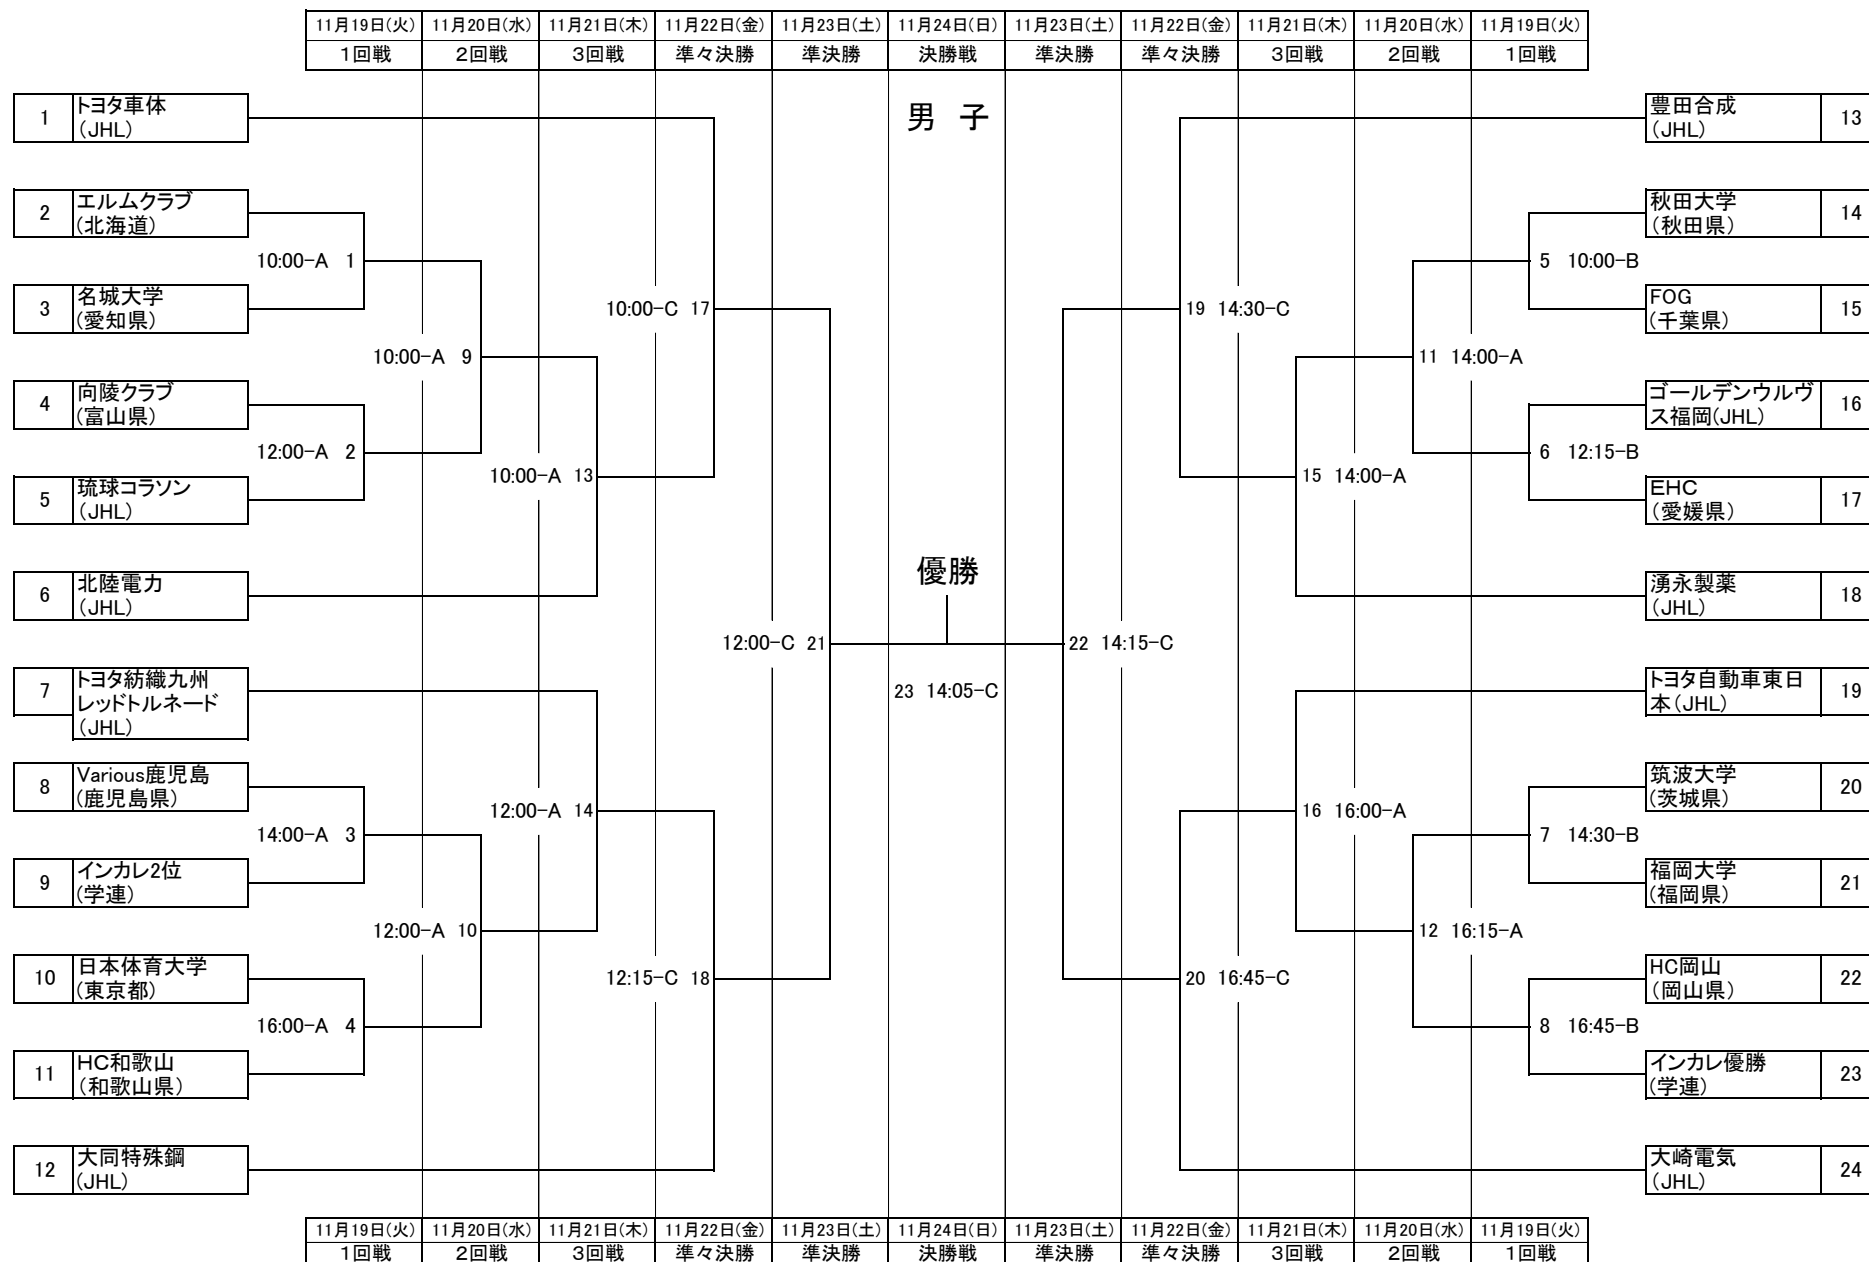 11月19日(火) 11月20日(水) 11月21日(木) 11月22日(金) 11月23日(土) 11月24日(日) 11月23日(土) 11月22日(金) 11月21日(木) 11月20日(水) 11月19日(火)
1回戦 2回戦 3回戦 準々決勝 準決勝 決勝戦 準決勝 準々決勝 3回戦 2回戦 1回戦
男 子
1 トヨタ車体
(JHL)
2 エルムクラブ
(北海道)
10:00-A 1
3 名城大学
(愛知県)
10:00-C 17
10:00-A 9
4 向陵クラブ
(富山県)
12:00-A 2
10:00-A 13
5 琉球コラソン
(JHL)
6 北陸電力
(JHL)
12:00-C 21
7 トヨタ紡織九州
レッドトルネード
(JHL)
8 Various鹿児島
(鹿児島県)
12:00-A 14
14:00-A 3
9 インカレ2位
(学連)
12:00-A 10
10 日本体育大学
(東京都)
12:15-C 18
16:00-A 4
11 HC和歌山
(和歌山県)
12 大同特殊鋼
(JHL)
優勝
23 14:05-C
豊田合成 13
(JHL)
秋田大学 14
(秋田県)
5 10:00-B
FOG 15
(千葉県)
19 14:30-C
11 14:00-A
ゴールデンウルヴ 16
ス福岡(JHL)
6 12:15-B
15 14:00-A
EHC 17
(愛媛県)
湧永製薬 18
(JHL)
22 14:15-C
トヨタ自動車東日 19
本(JHL)
筑波大学 20
(茨城県)
16 16:00-A
7 14:30-B
福岡大学 21
(福岡県)
12 16:15-A
HC岡山 22
(岡山県)
20 16:45-C
8 16:45-B
インカレ優勝 23
(学連)
大崎電気 24
(JHL)
11月19日(火) 11月20日(水) 11月21日(木) 11月22日(金) 11月23日(土) 11月24日(日) 11月23日(土) 11月22日(金) 11月21日(木) 11月20日(水) 11月19日(火)
1回戦 2回戦 3回戦 準々決勝 準決勝 決勝戦 準決勝 準々決勝 3回戦 2回戦 1回戦